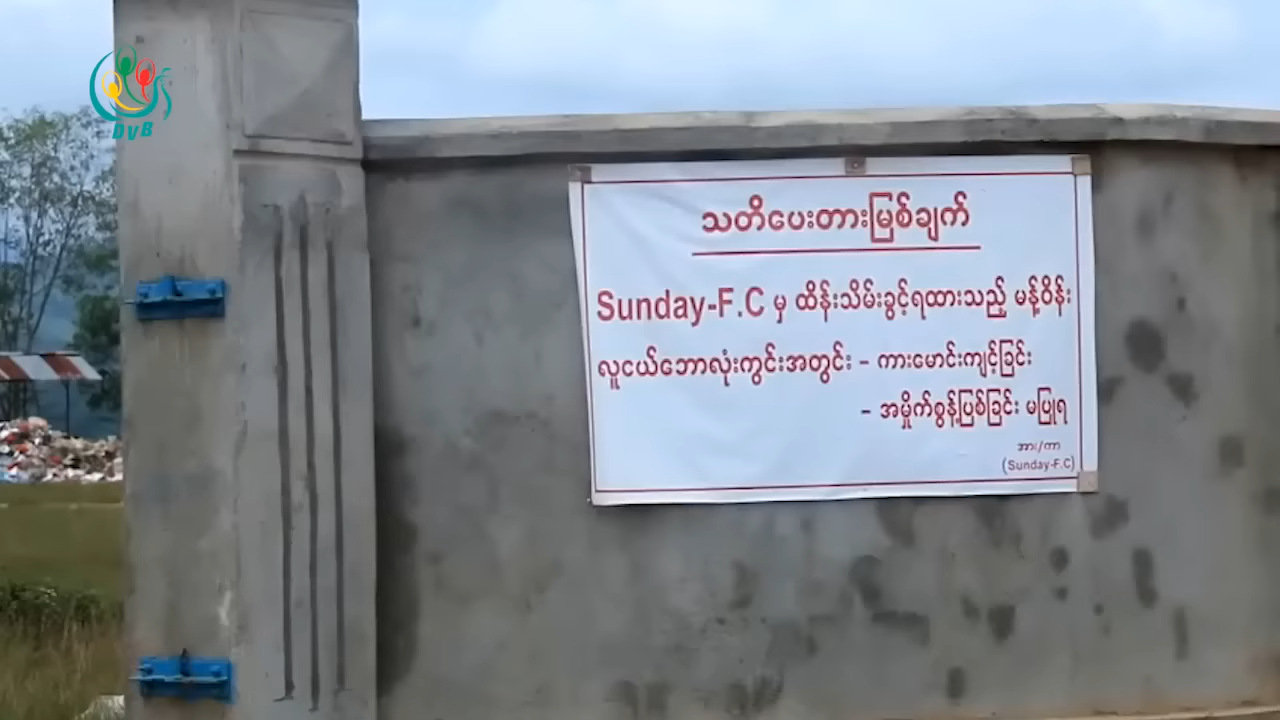 DVB
သတိပေးတားမြစ်ချက်
Sunday-F.C မှ ထိန်းသိမ်းခွင့်ရထားသည့် မန့်ဝိန်း
လူငယ်ဘောလုံးကွင်းအတွင်း - ကားမောင်းကျင့်ခြင်း
- အမှိုက်စွန့်ပြစ်ခြင်း မပြုရ
အား/ကာ
(Sunday-F.C)